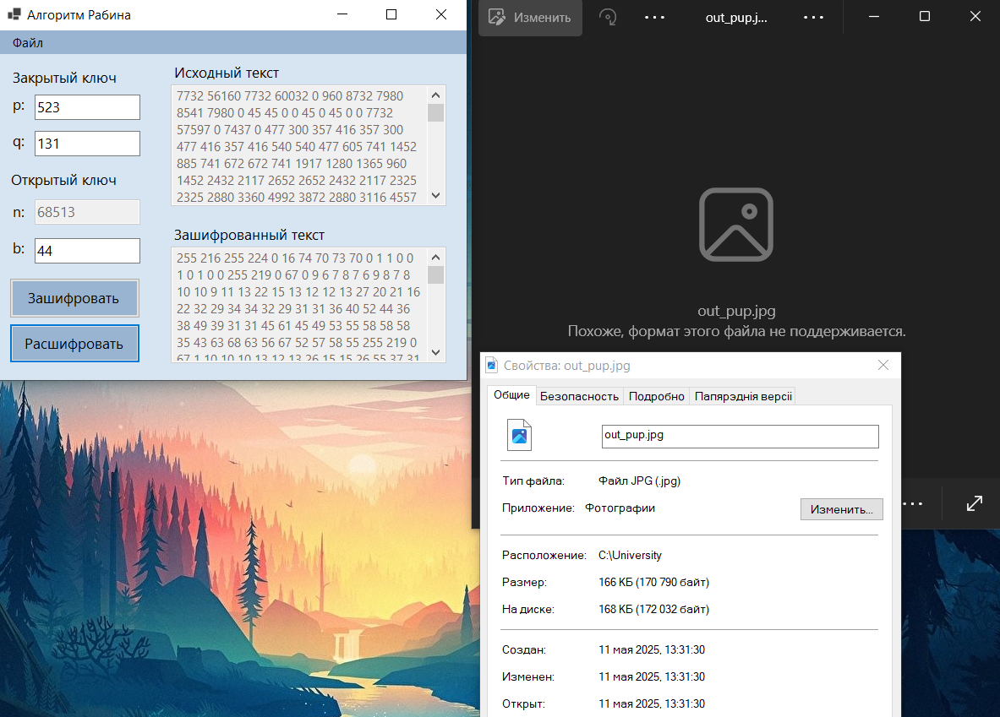 Алгоритм Рабина
Файл
Закрытый ключ
p: 523
q: 131
Открытый ключ
n: 68513
b: 44
Зашифровать
Расшифровать
Исходный текст
7732 56160 7732 60032 0 960 8732 7980
8541 7980 0 45 45 0 0 45 0 45 0 0 7732
57597 0 7437 0 477 300 357 416 357 300
477 416 357 416 540 540 477 605 741 1452
885 741 672 672 741 1917 1280 1365 960
1452 2432 2117 2652 2652 2432 2117 2325
2325 2880 3360 4992 3872 2880 3116 4557
Зашифрованный текст
255 216 255 224 0 16 74 70 73 70 0 1 1 0 0
1 0 1 0 0 255 219 0 67 0 9 6 7 8 7 6 9 8 7 8
10 10 9 11 13 22 15 13 12 12 13 27 20 21 16
22 32 29 34 34 32 29 31 31 36 40 52 44 36
38 49 39 31 31 45 61 45 49 53 55 58 58 58
35 43 63 68 63 56 67 52 57 58 55 255 219 0
67 1 10 10 10 13 12 13 26 15 15 26 55 37 31
Изменить
out_pup.j...
out_pup.jpg
Похоже, формат этого файла не поддерживается.
Свойства: out_pup.jpg
Общие Безопасность Подробно Папярэднія версіі
out_pup.jpg
Тип файла: Файл JPG (.jpg)
Приложение: Фотографии Изменить...
Расположение: C:\University
Размер: 166 КБ (170 790 байт)
На диске: 168 КБ (172 032 байт)
Создан: 11 мая 2025, 13:31:30
Изменен: 11 мая 2025, 13:31:30
Открыт: 11 мая 2025, 13:31:30